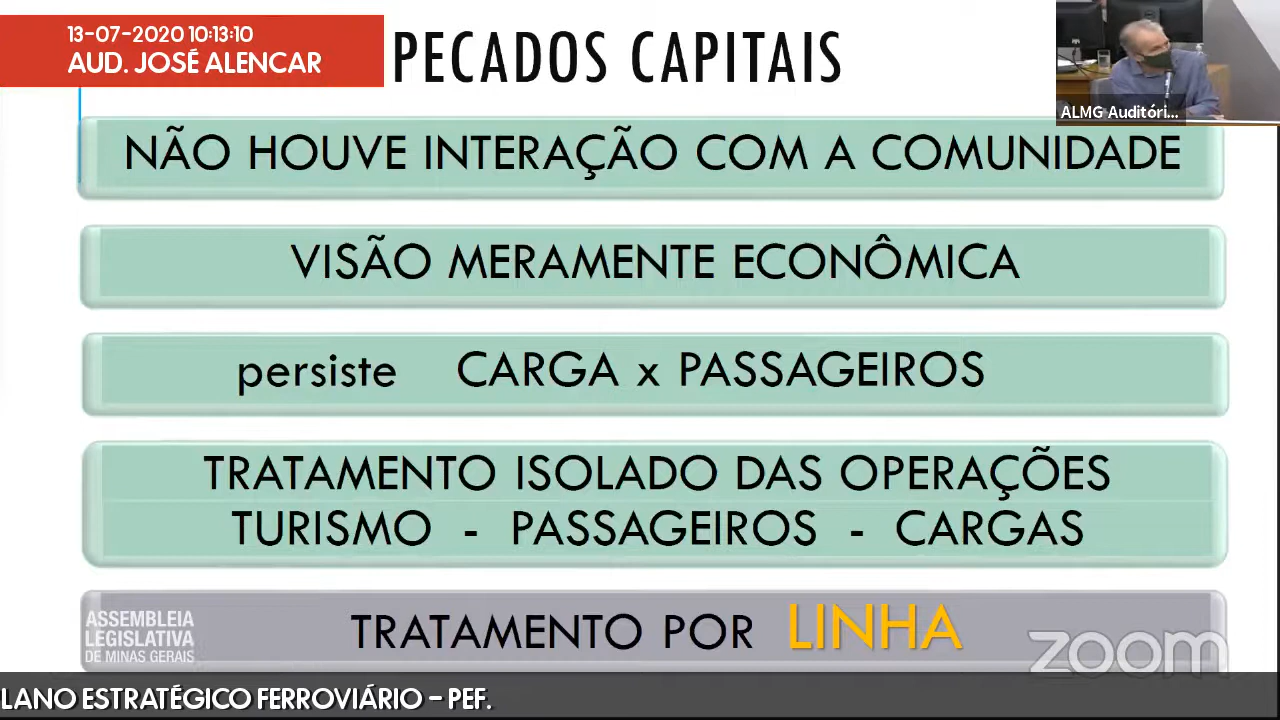 13-07-2020 10:13:10
AUD. JOSÉ ALENCAR
PECADOS CAPITAIS
ALMG Auditóri...
NÃO HOUVE INTERAÇÃO COM A COMUNIDADE
VISÃO MERAMENTE ECONÔMICA
persiste CARGA x PASSAGEIROS
TRATAMENTO ISOLADO DAS OPERAÇÕES
TURISMO - PASSAGEIROS - CARGAS
TRATAMENTO POR LINHA
ASSEMBLEIA
LEGISLATIVA
DE MINAS GERAIS
zoom
LANO ESTRATÉGICO FERROVIÁRIO – PEF.